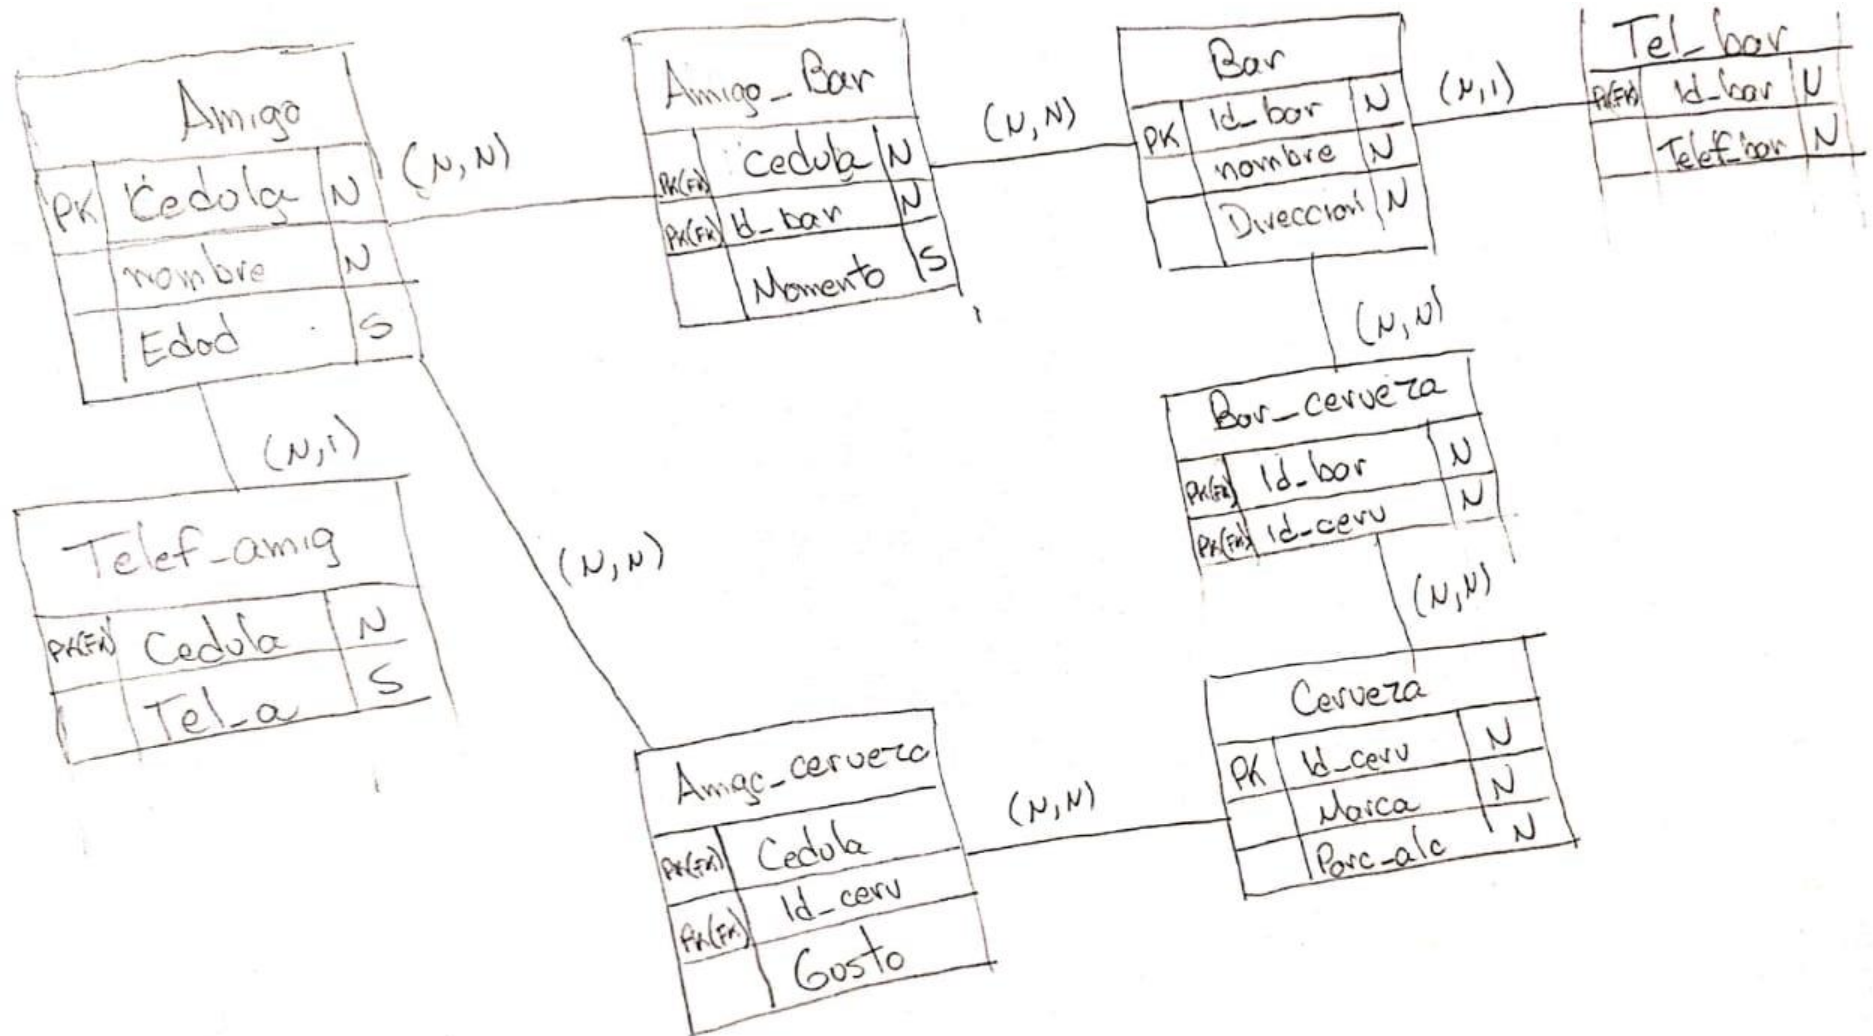 Amigo
PK Cedula N
nombre N
Edad S
(N,N)
Amigo_Bar
PK(FK) Cedula N
PK(FK) Id_bar N
Momento S
(N,N)
Bar
PK Id_bar N
nombre N
Direccion N
(N,1)
Tel_bar
PK(FK) Id_bar N
Telef_bar N
(N,1)
Telef_amig
PK(FK) Cedula N
Tel_a S
(N,N)
(N,N)
Bar_cerveza
PK(FK) Id_bar N
PK(FK) Id_cerv N
(N,N)
Amigo_cerveza
PK(FK) Cedula
PK(FK) Id_cerv
Gusto
(N,N)
Cerveza
PK Id_cerv N
Marca N
Porc_alc N